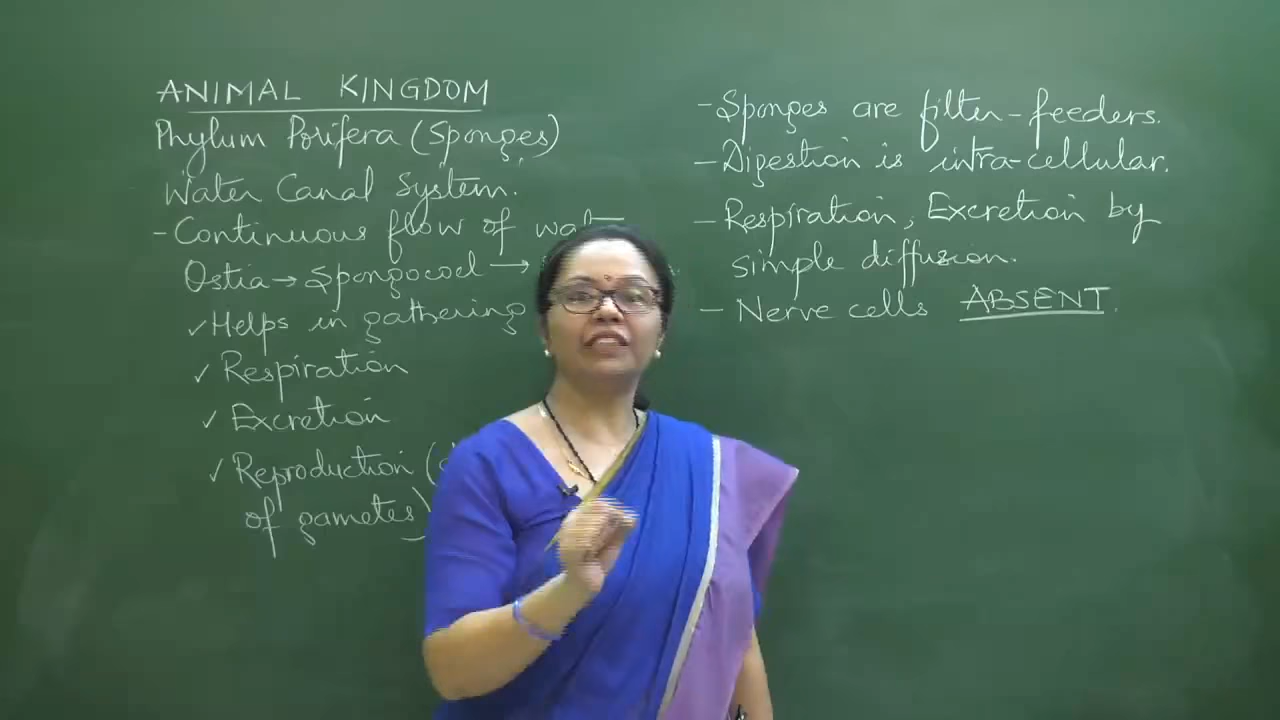 ANIMAL KINGDOM
Phylum Porifera (Sponges)
Water Canal System.
- Continuous flow of
Ostia → Spongocoel →
✓ Helps in gathering
✓ Respiration
✓ Excretion
✓ Reproduction (
of gametes)
- Sponges are filter-feeders.
- Digestion is intra-cellular.
- Respiration, Excretion by
simple diffusion.
- Nerve cells ABSENT.